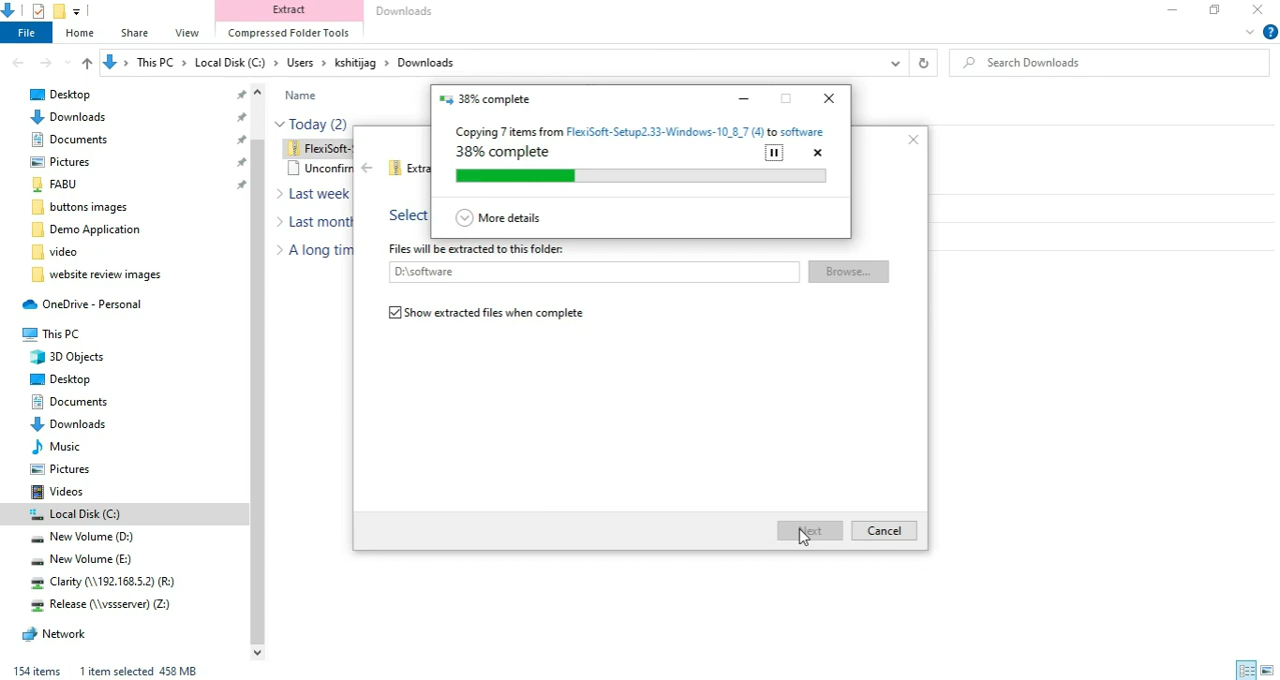 Extract
Downloads
File
Home
Share
View
Compressed Folder Tools
This PC
Local Disk (C:)
Users
kshitijag
Downloads
Search Downloads
Desktop
Downloads
Documents
Pictures
FABU
buttons images
Demo Application
video
website review images
OneDrive - Personal
This PC
3D Objects
Desktop
Documents
Downloads
Music
Pictures
Videos
Local Disk (C:)
New Volume (D:)
New Volume (E:)
Clarity (\\192.168.5.2) (R:)
Release (\\vssserver) (Z:)
Network
Name
Today (2)
FlexiSoft-
Unconfirm
Last week
Last month
A long tim
38% complete
Copying 7 items from FlexiSoft-Setup2.33-Windows-10_8_7 (4) to software
38% complete
More details
Extra
Select
Files will be extracted to this folder:
D:\software
Browse...
Show extracted files when complete
Next
Cancel
154 items
1 item selected 458 MB